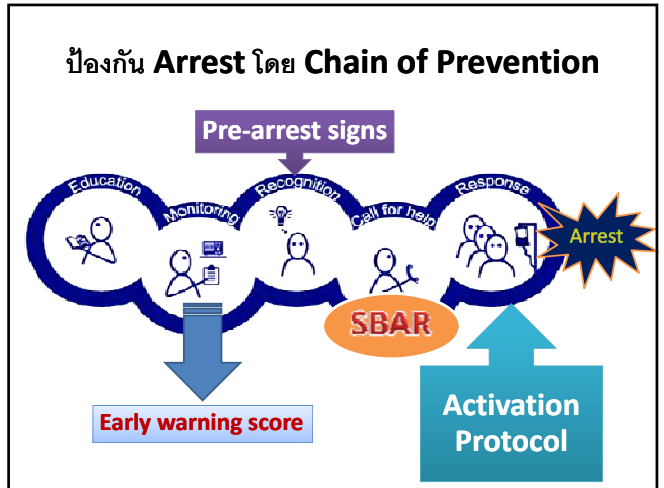 ป้องกัน Arrest โดย Chain of Prevention
Pre-arrest signs
Education
Monitoring
Recognition
Call for help
Response
Arrest
SBAR
Early warning score
Activation
Protocol